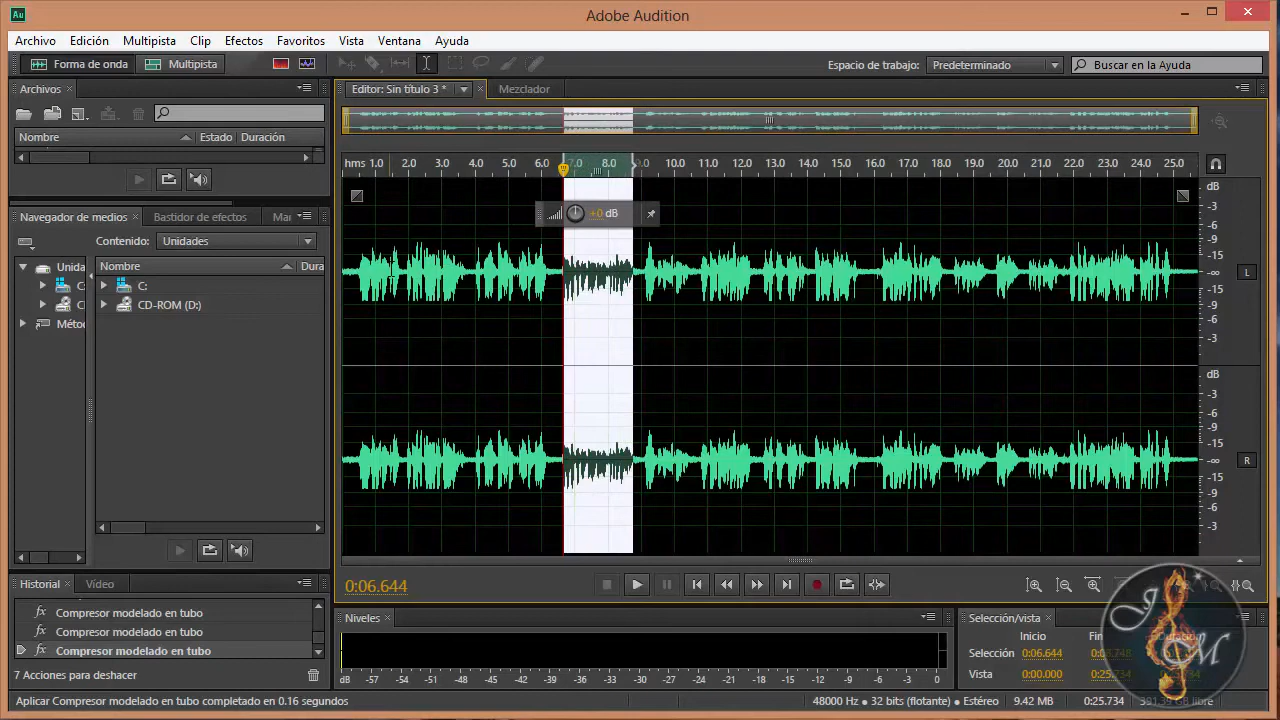 Au
Adobe Audition
Archivo Edición Multipista Clip Efectos Favoritos Vista Ventana Ayuda
Forma de onda Multipista
Espacio de trabajo: Predeterminado Buscar en la Ayuda
Archivos
Nombre Estado Duración
Editor: Sin título 3 * Mezclador
hms 1.0 2.0 3.0 4.0 5.0 6.0 7.0 8.0 9.0 10.0 11.0 12.0 13.0 14.0 15.0 16.0 17.0 18.0 19.0 20.0 21.0 22.0 23.0 24.0 25.0
+0 dB
dB
-3
-6
-9
-15
-∞
L
-15
-9
-6
-3
dB
-3
-6
-9
-15
-∞
R
-15
-9
-6
-3
Navegador de medios Bastidor de efectos Mar
Contenido: Unidades
Unida
C
C
Méto
Nombre Dura
C:
CD-ROM (D:)
0:06.644
Historial Vídeo
fx Compresor modelado en tubo
fx Compresor modelado en tubo
fx Compresor modelado en tubo
7 Acciones para deshacer
Niveles
dB -57 -54 -51 -48 -45 -42 -39 -36 -33 -30 -27 -24 -21 -18 -15 -12 -9 -6 -3 0
Selección/vista
Inicio
Selección 0:06.644
Vista 0:00.000 0:25.734
J M
Aplicar Compresor modelado en tubo completado en 0.16 segundos
48000 Hz ● 32 bits (flotante) ● Estéreo 9.42 MB 0:25.734 libre